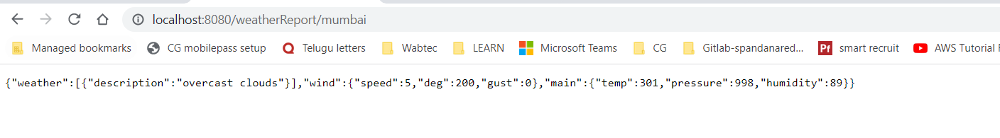 localhost:8080/weatherReport/mumbai
Managed bookmarks CG mobilepass setup Telugu letters Wabtec LEARN Microsoft Teams CG Gitlab-spandanared... Pf smart recruit AWS Tutorial F
{"weather":[{"description":"overcast clouds"}],"wind":{"speed":5,"deg":200,"gust":0},"main":{"temp":301,"pressure":998,"humidity":89}}